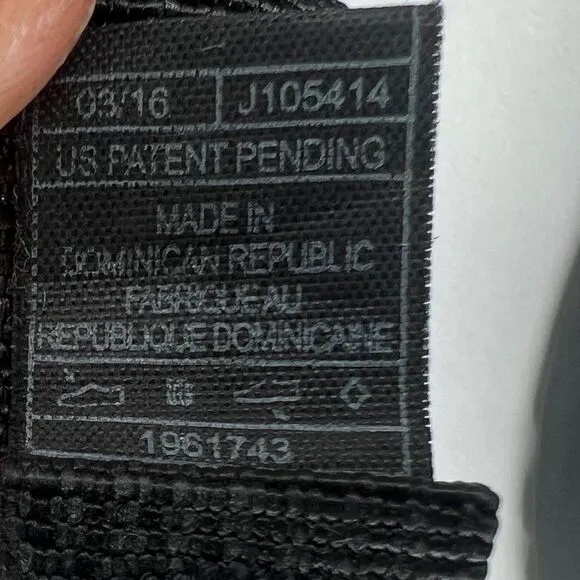 03/16 J105414
US PATENT PENDING
MADE IN
DOMINICAN REPUBLIC
FABRIQUE AU
REPUBLIQUE DOMINICAINE
1961743